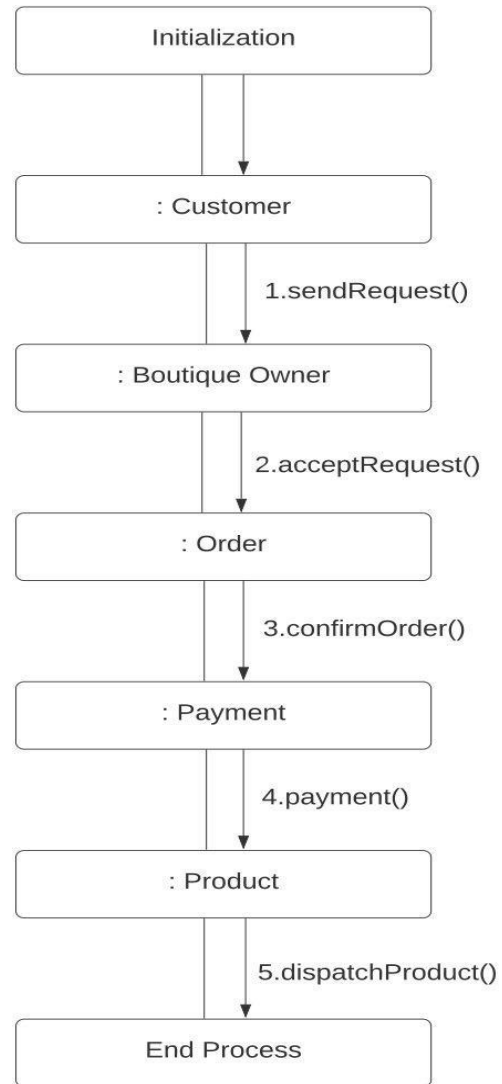 Initialization
: Customer
1.sendRequest()
: Boutique Owner
2.acceptRequest()
: Order
3.confirmOrder()
: Payment
4.payment()
: Product
5.dispatchProduct()
End Process